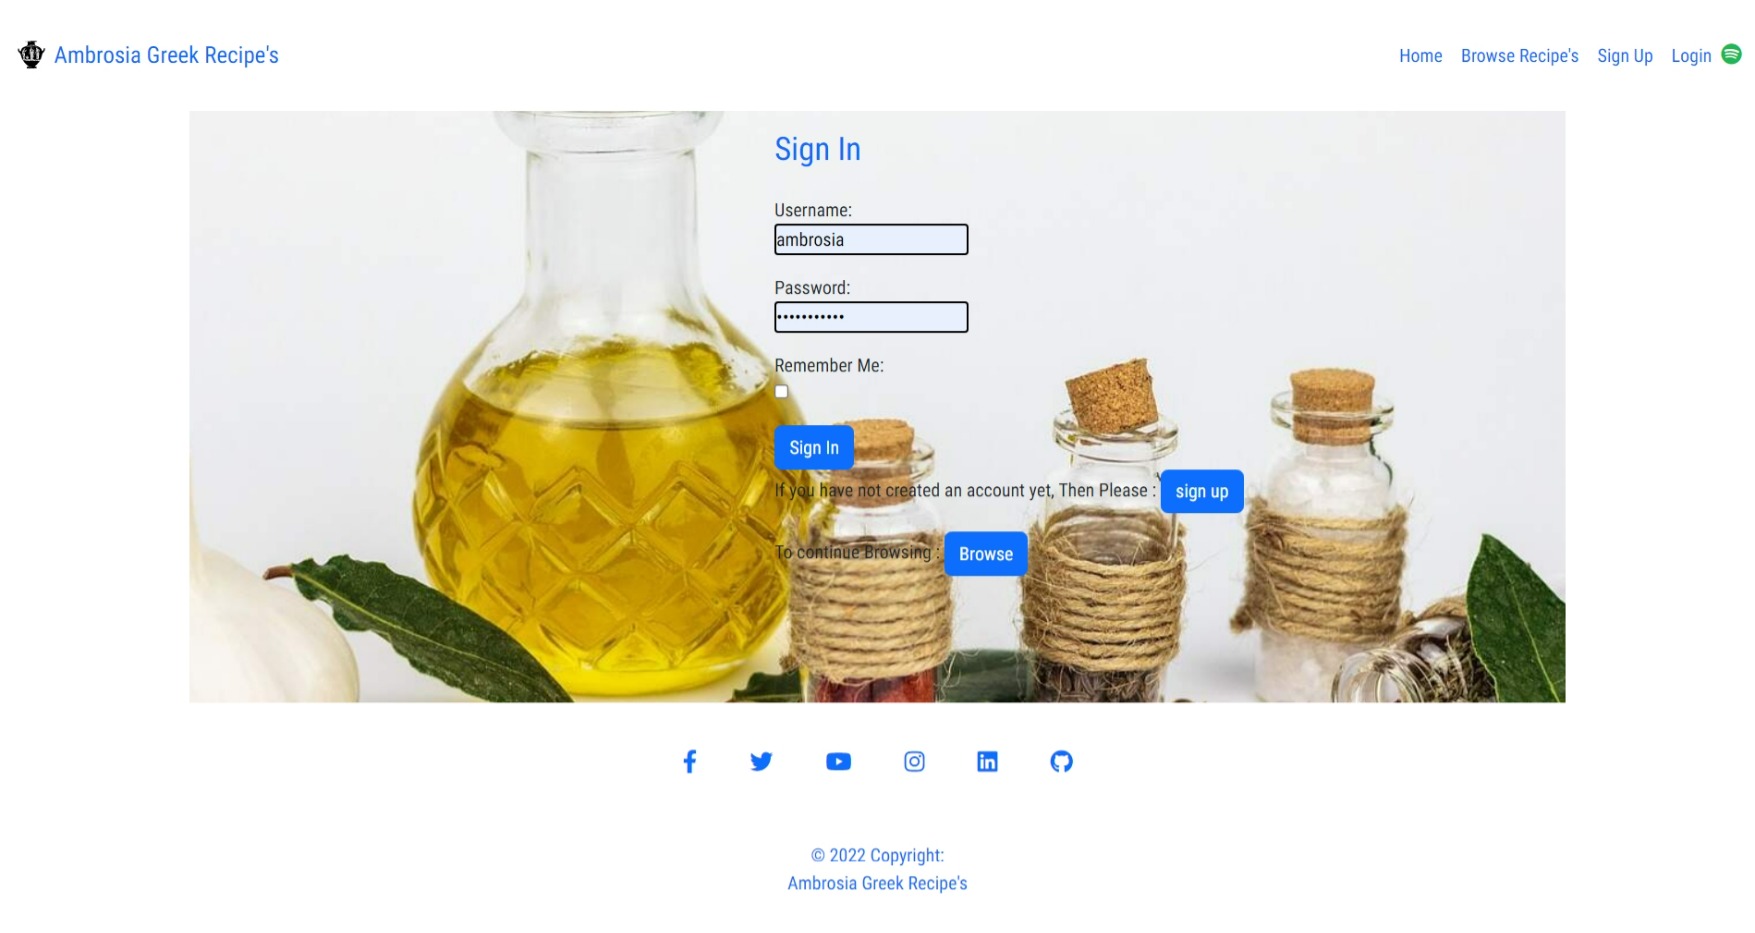 Ambrosia Greek Recipe's
Home Browse Recipe's Sign Up Login
Sign In
Username:
ambrosia
Password:
•••••••••••
Remember Me:
Sign In
If you have not created an account yet, Then Please : sign up
To continue Browsing : Browse
© 2022 Copyright:
Ambrosia Greek Recipe's